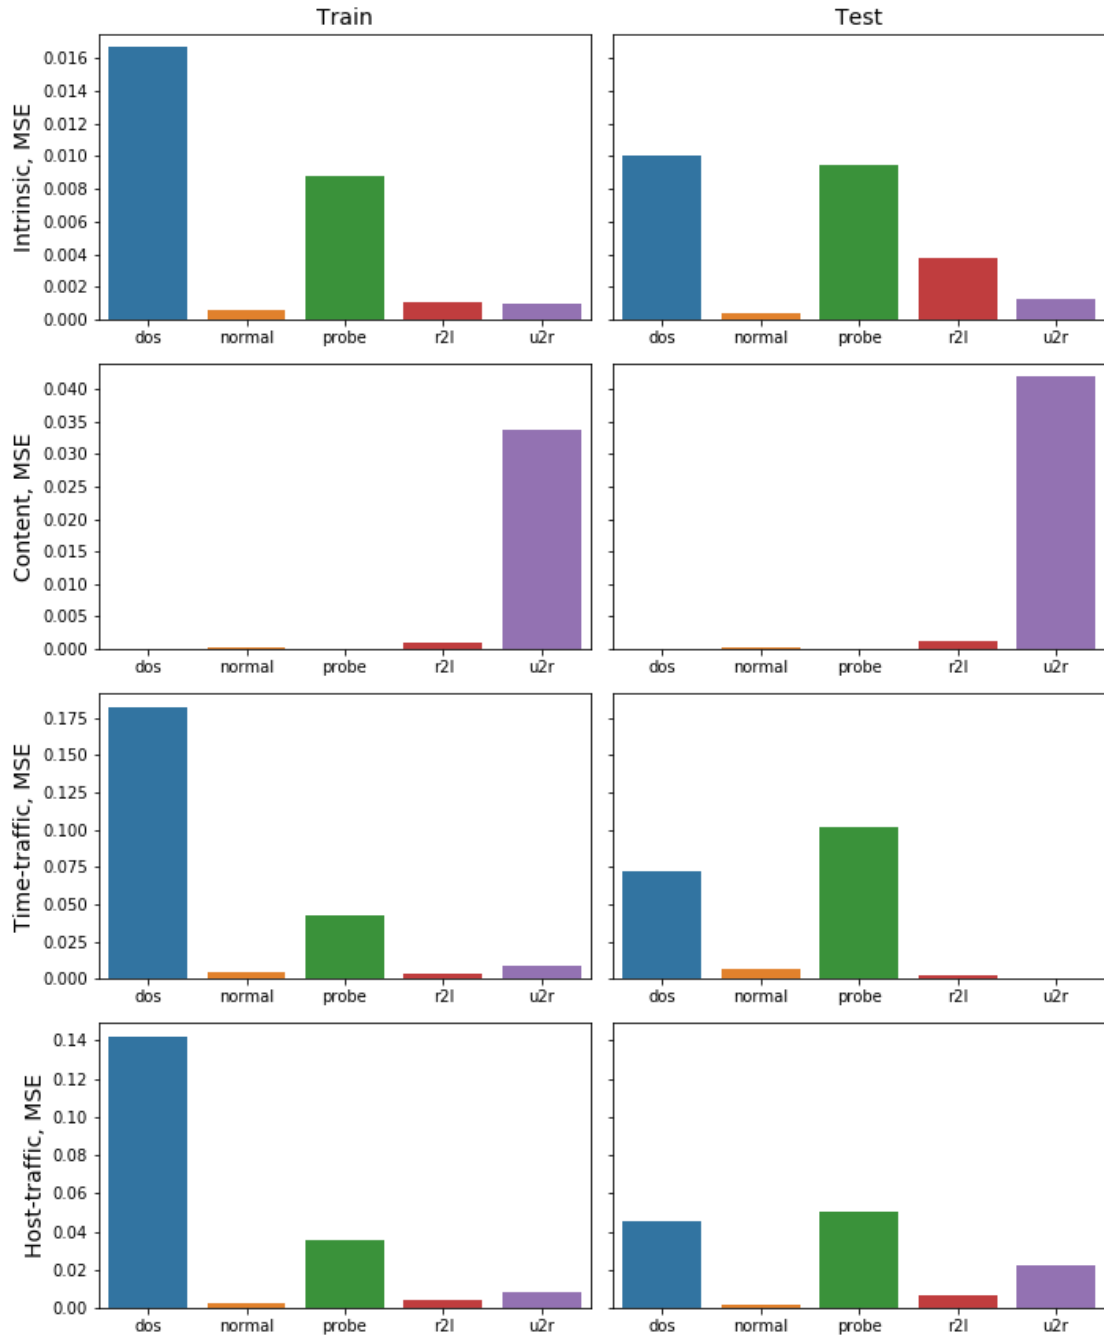 Train
Test
Intrinsic, MSE
0.016
0.014
0.012
0.010
0.008
0.006
0.004
0.002
0.000
dos normal probe r2l u2r
dos normal probe r2l u2r
Content, MSE
0.040
0.035
0.030
0.025
0.020
0.015
0.010
0.005
0.000
dos normal probe r2l u2r
dos normal probe r2l u2r
Time-traffic, MSE
0.175
0.150
0.125
0.100
0.075
0.050
0.025
0.000
dos normal probe r2l u2r
dos normal probe r2l u2r
Host-traffic, MSE
0.14
0.12
0.10
0.08
0.06
0.04
0.02
0.00
dos normal probe r2l u2r
dos normal probe r2l u2r